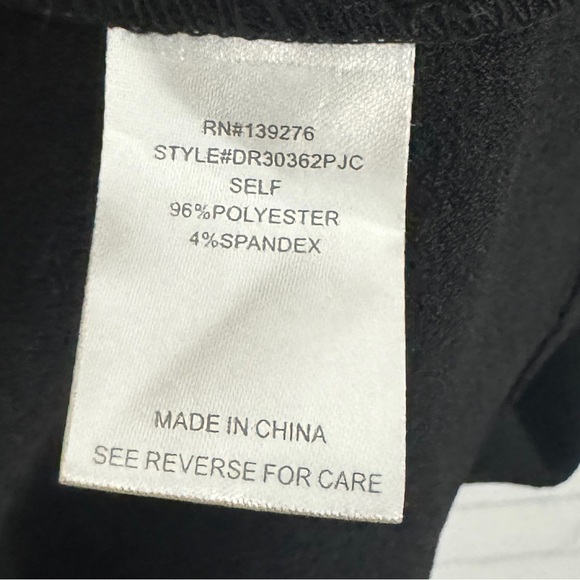 RN#139276
STYLE#DR30362PJC
SELF
96%POLYESTER
4%SPANDEX
MADE IN CHINA
SEE REVERSE FOR CARE